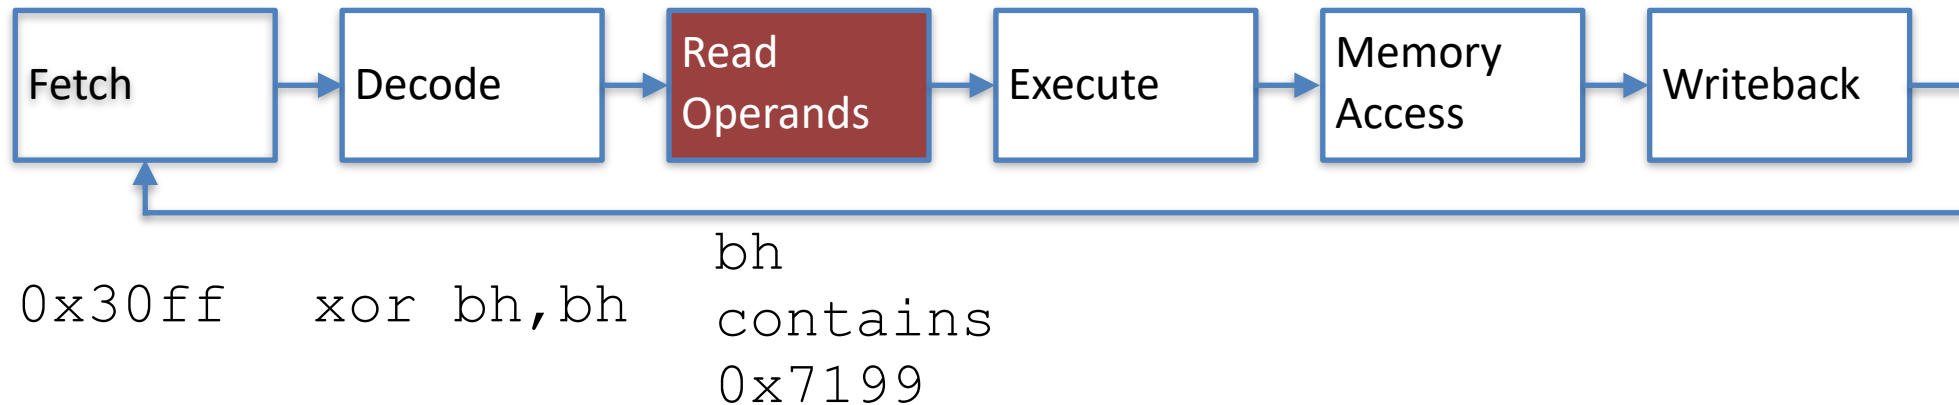 Fetch
Decode
Read
Operands
Execute
Memory
Access
Writeback
0x30ff
xor bh,bh
bh
contains
0x7199